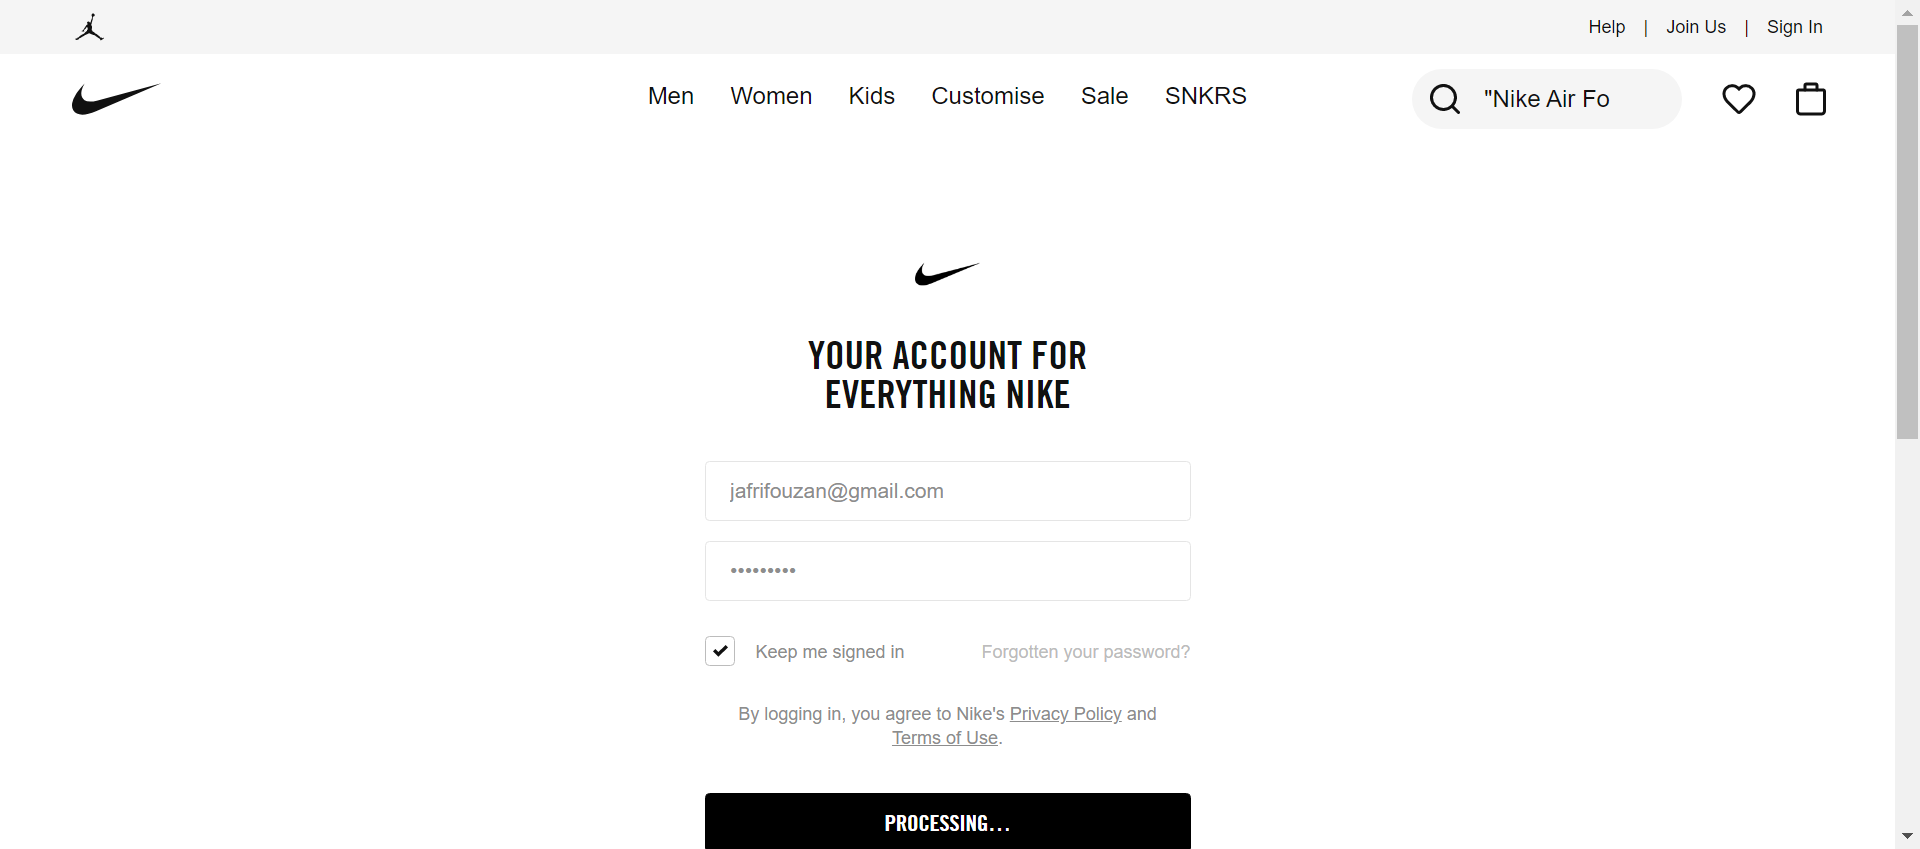 Help | Join Us | Sign In
Men Women Kids Customise Sale SNKRS "Nike Air Fo
YOUR ACCOUNT FOR
EVERYTHING NIKE
jafrifouzan@gmail.com
•••••••••
Keep me signed in Forgotten your password?
By logging in, you agree to Nike's Privacy Policy and
Terms of Use.
PROCESSING...